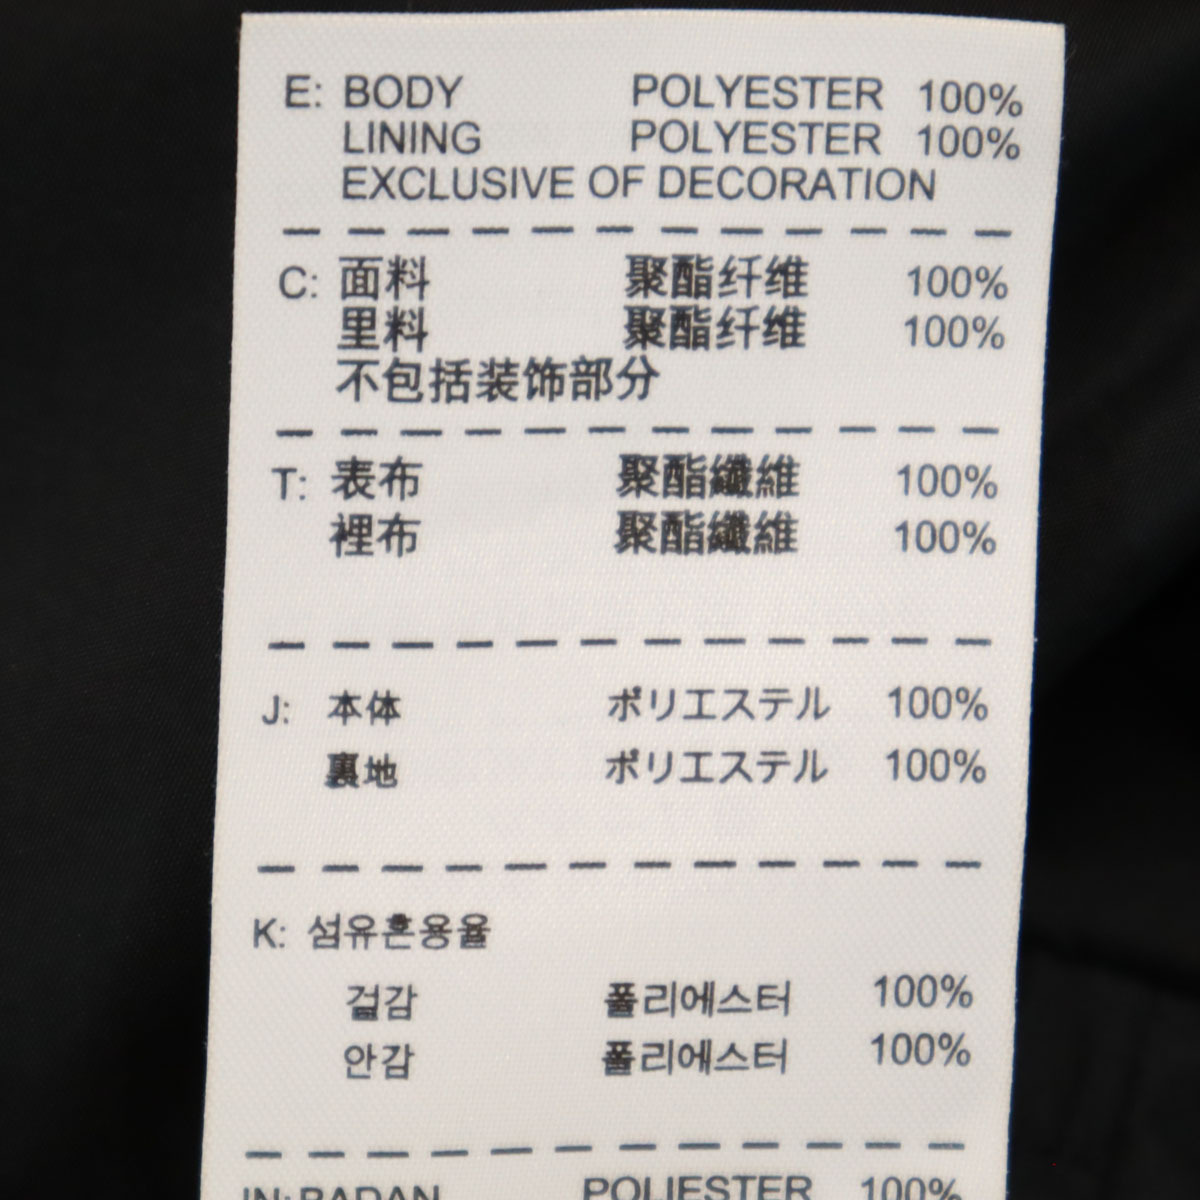 E: BODY POLYESTER 100%
LINING POLYESTER 100%
EXCLUSIVE OF DECORATION
C: 面料 聚酯纤维 100%
里料 聚酯纤维 100%
不包括装饰部分
T: 表布 聚酯纖維 100%
裡布 聚酯纖維 100%
J: 本体 ポリエステル 100%
裏地 ポリエステル 100%
K: 섬유혼용율
겉감 폴리에스터 100%
안감 폴리에스터 100%
IN: BADAN POLIESTER 100%